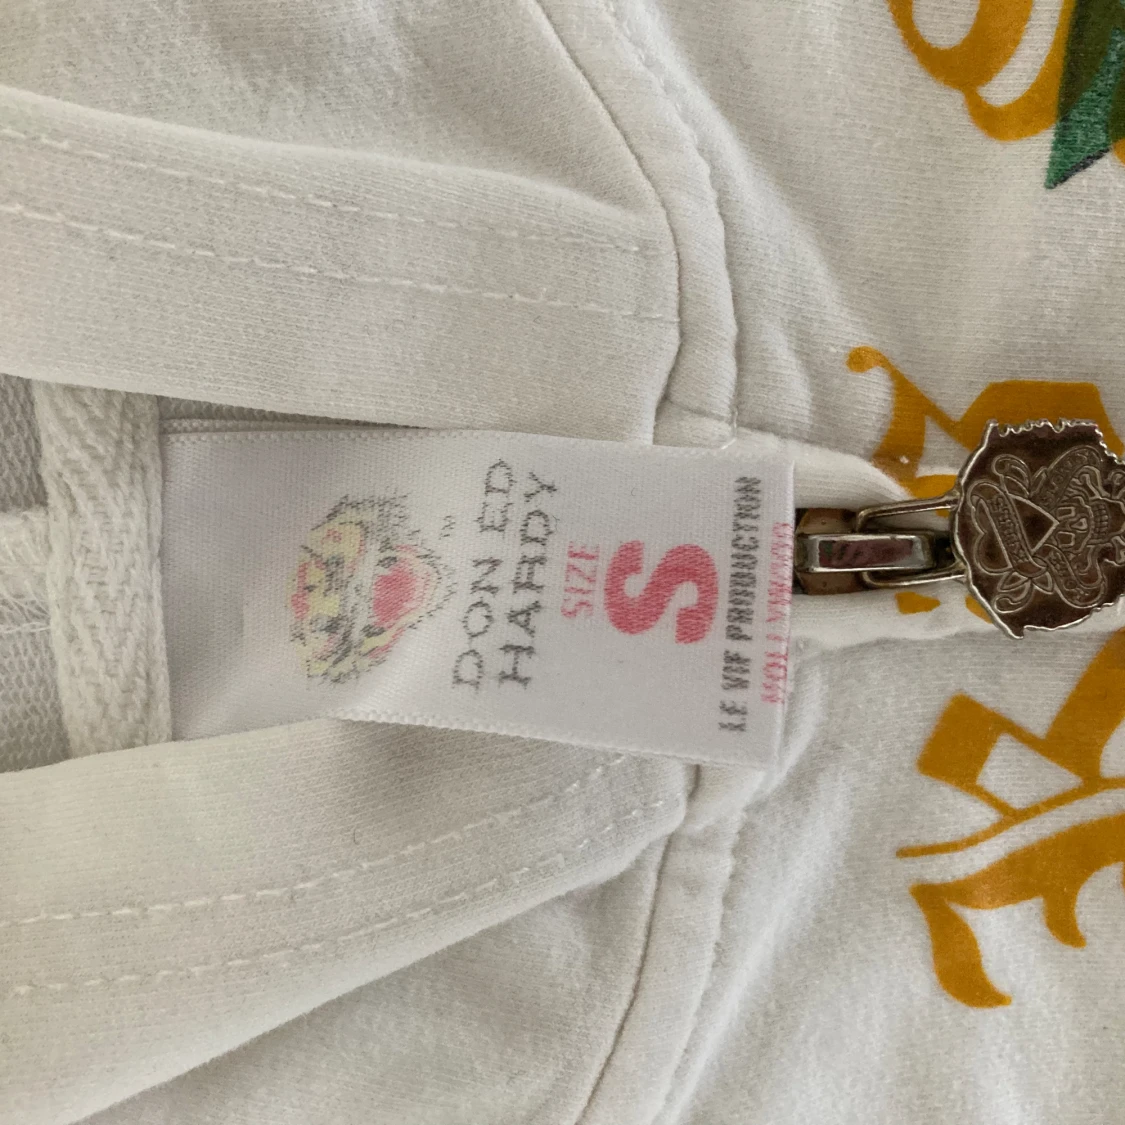 DON ED
HARDY
SIZE
S
LE VIF PRODUCTION
HOLLYWOOD